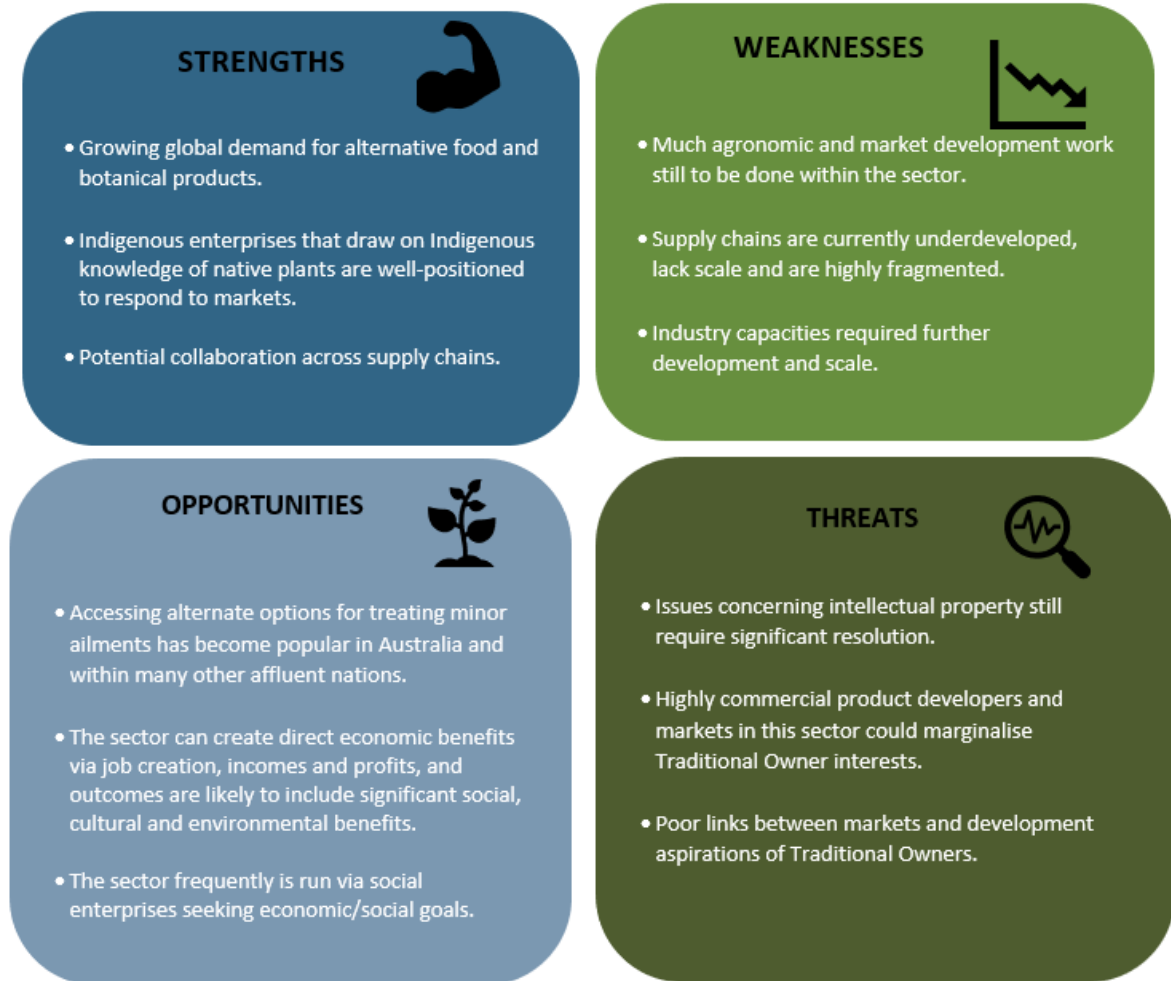 STRENGTHS
• Growing global demand for alternative food and
botanical products.
• Indigenous enterprises that draw on Indigenous
knowledge of native plants are well-positioned
to respond to markets.
• Potential collaboration across supply chains.
WEAKNESSES
• Much agronomic and market development work
still to be done within the sector.
• Supply chains are currently underdeveloped,
lack scale and are highly fragmented.
• Industry capacities required further
development and scale.
OPPORTUNITIES
• Accessing alternate options for treating minor
ailments has become popular in Australia and
within many other affluent nations.
• The sector can create direct economic benefits
via job creation, incomes and profits, and
outcomes are likely to include significant social,
cultural and environmental benefits.
• The sector frequently is run via social
enterprises seeking economic/social goals.
THREATS
• Issues concerning intellectual property still
require significant resolution.
• Highly commercial product developers and
markets in this sector could marginalise
Traditional Owner interests.
• Poor links between markets and development
aspirations of Traditional Owners.